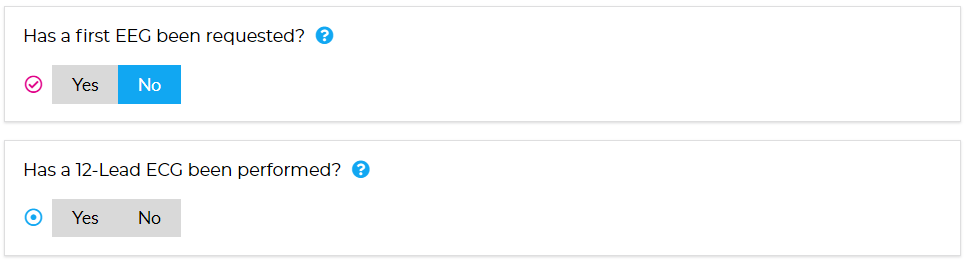 Has a first EEG been requested? ?
Yes No
Has a 12-Lead ECG been performed? ?
Yes No